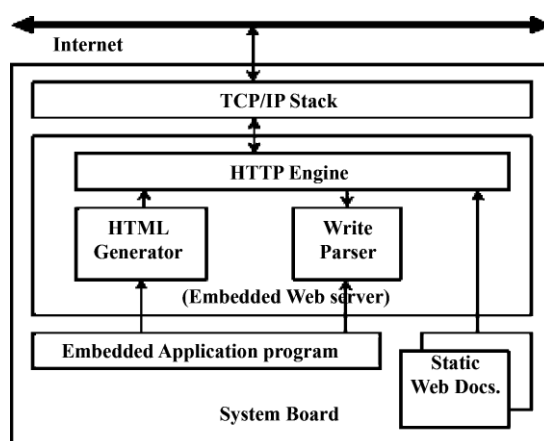 Internet
TCP/IP Stack
HTTP Engine
HTML
Generator
Write
Parser
(Embedded Web server)
Embedded Application program
Static
Web Docs.
System Board